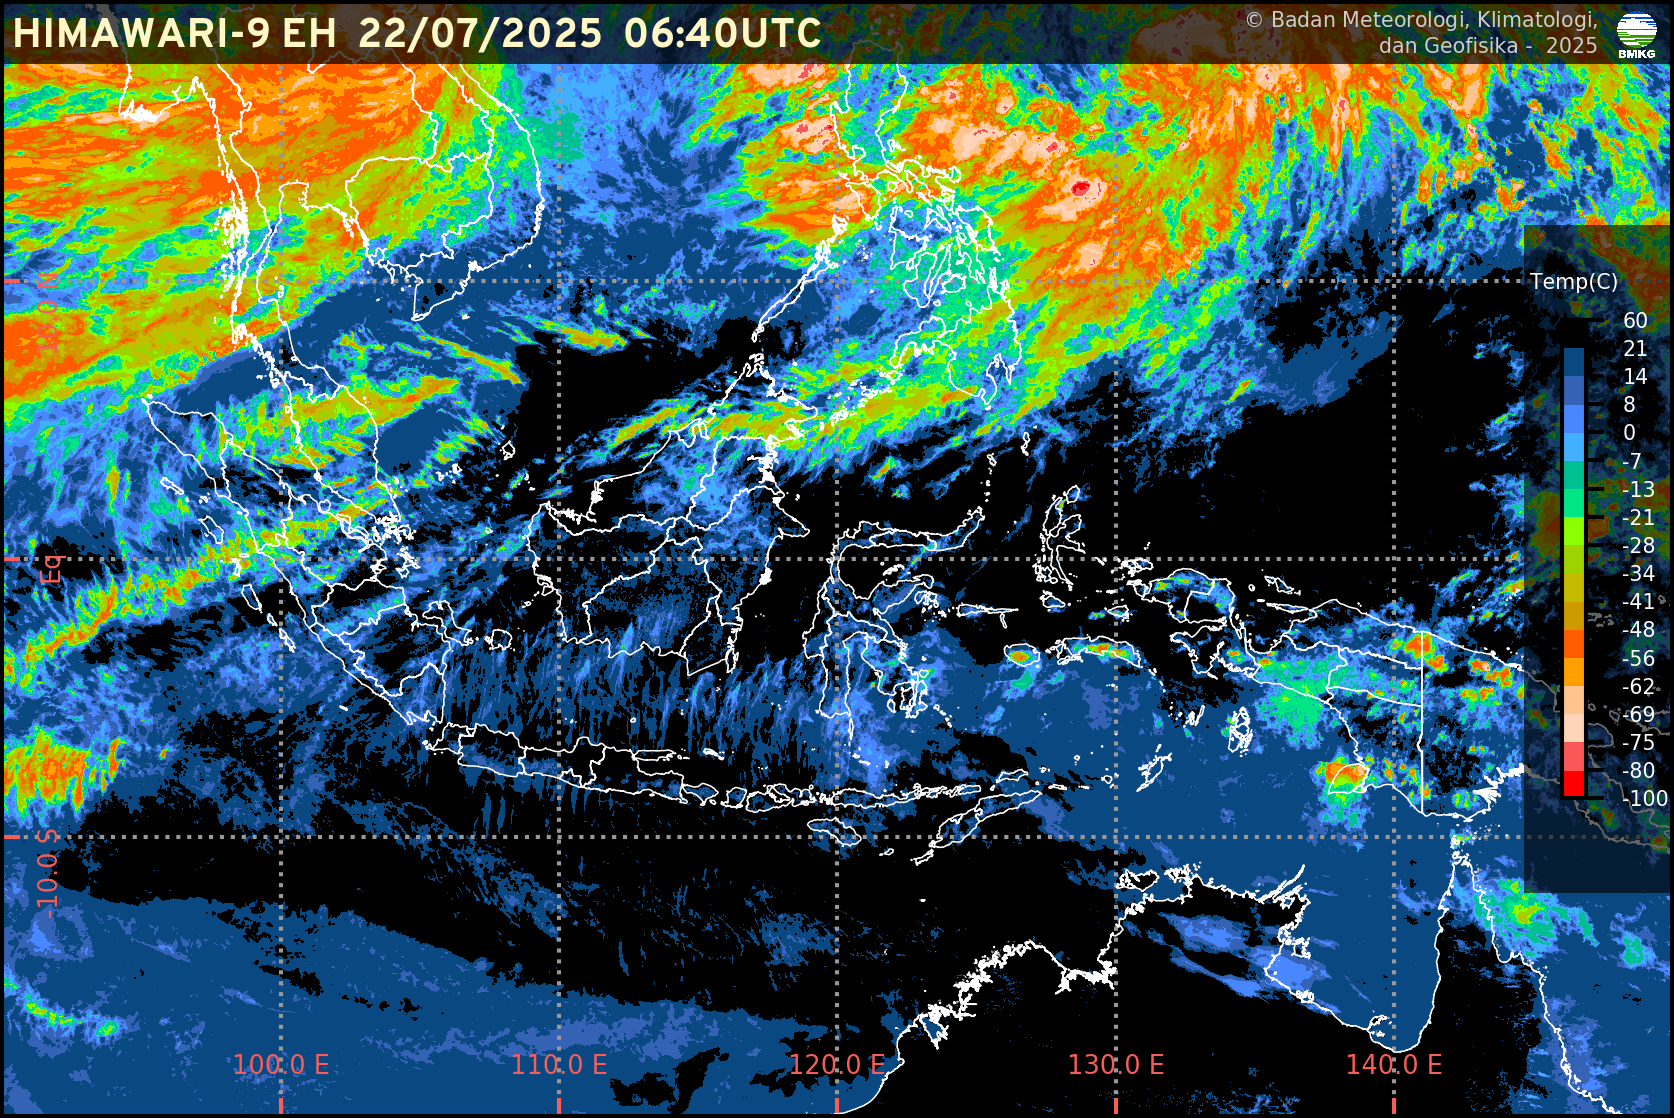 HIMAWARI-9 EH 22/07/2025 06:40UTC
© Badan Meteorologi, Klimatologi,
dan Geofisika - 2025
BMKG
Temp(C)
60
21
14
8
0
-7
-13
-21
-28
-34
-41
-48
-56
-62
-69
-75
-80
-100
Eq
-10.0 S
100.0 E
110.0 E
120.0 E
130.0 E
140.0 E